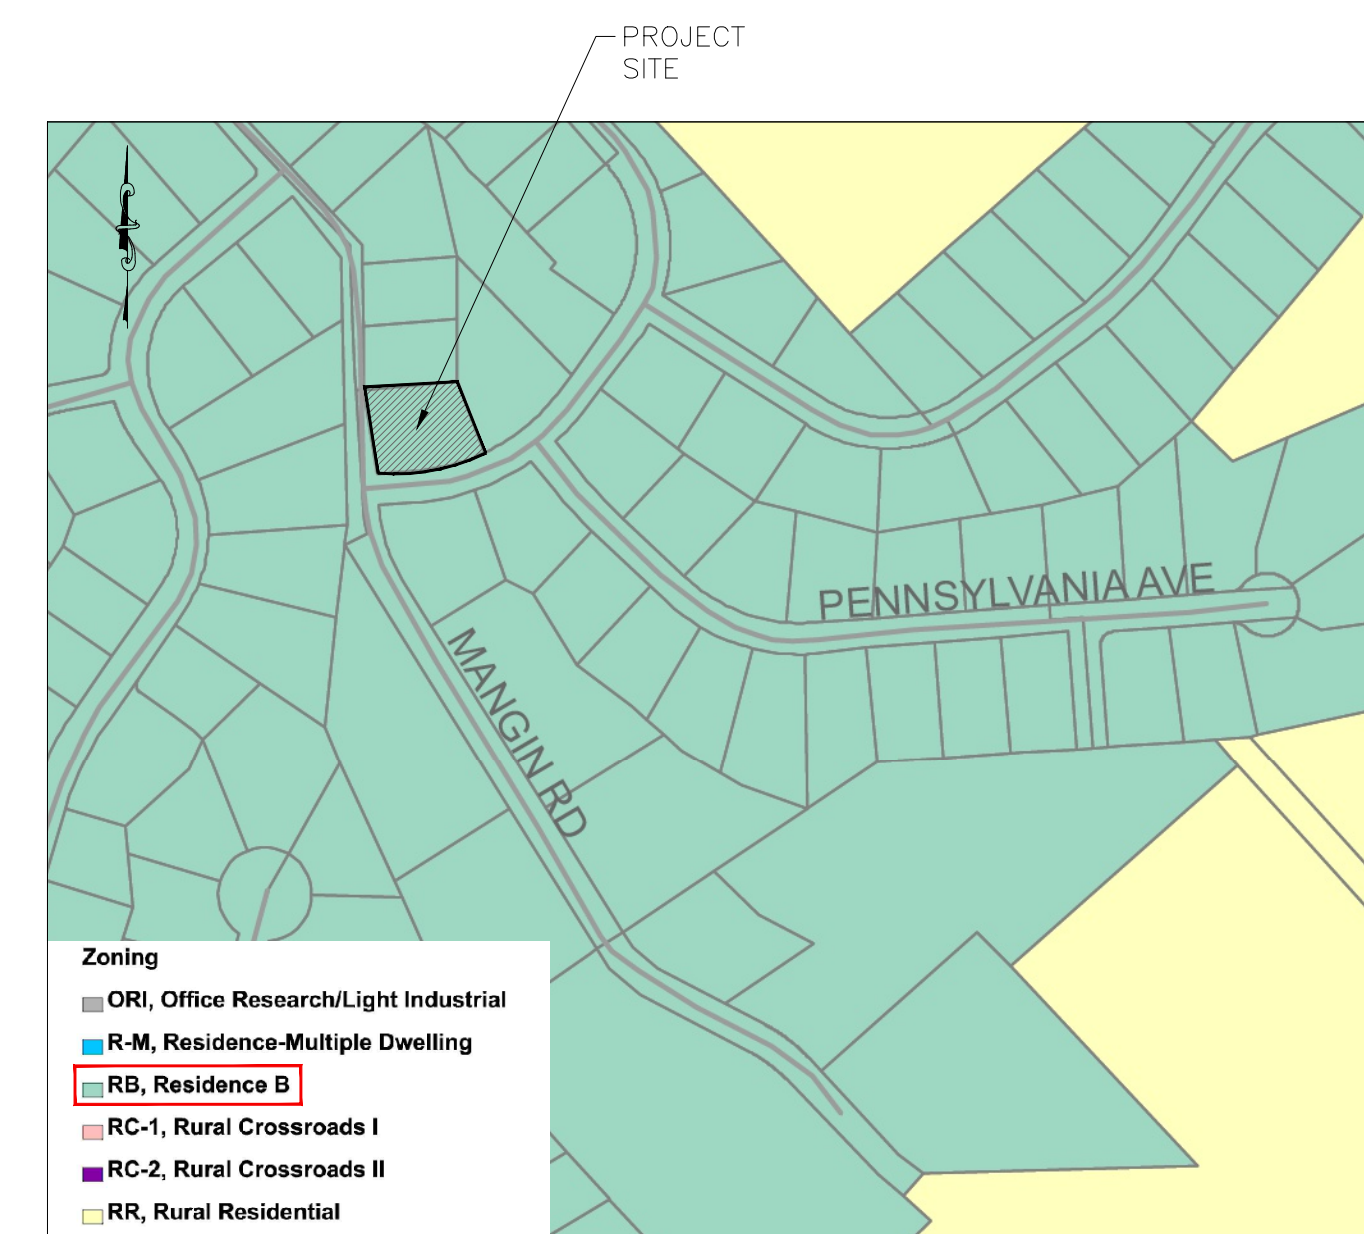 PROJECT
SITE
PENNSYLVANIA AVE
MANGIN RD
Zoning
ORI, Office Research/Light Industrial
R-M, Residence-Multiple Dwelling
RB, Residence B
RC-1, Rural Crossroads I
RC-2, Rural Crossroads II
RR, Rural Residential